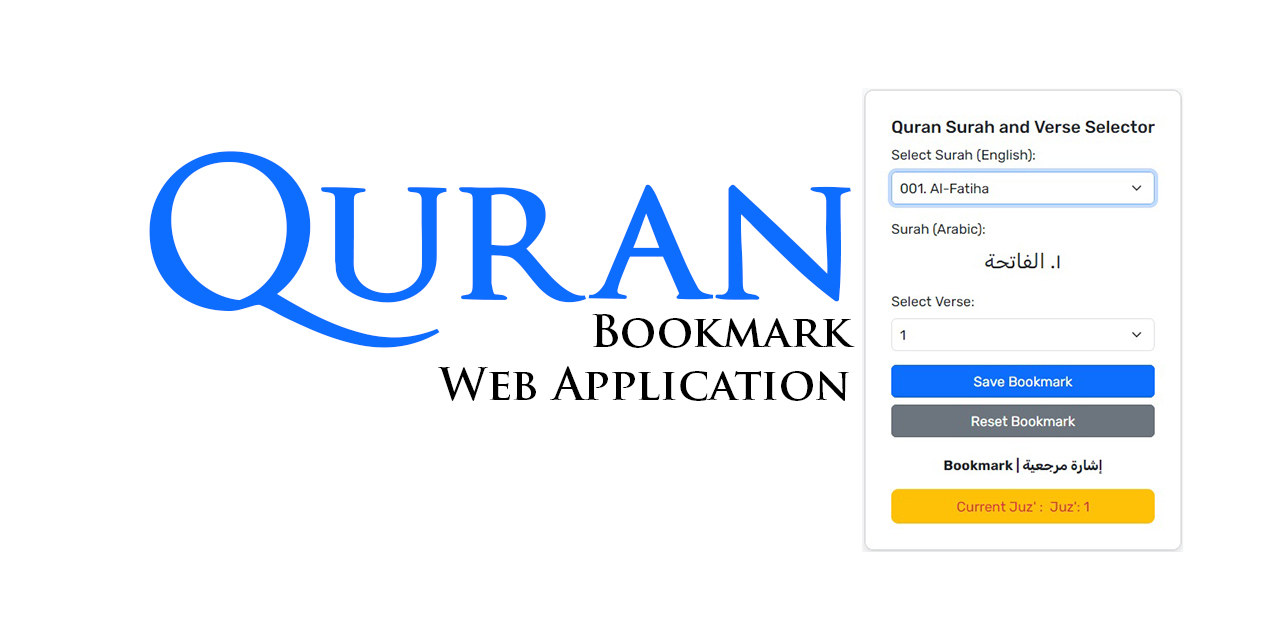 QURAN
BOOKMARK
WEB APPLICATION
Quran Surah and Verse Selector
Select Surah (English):
001. Al-Fatiha
Surah (Arabic):
١. الفاتحة
Select Verse:
1
Save Bookmark
Reset Bookmark
Bookmark | إشارة مرجعية
Current Juz' : Juz': 1